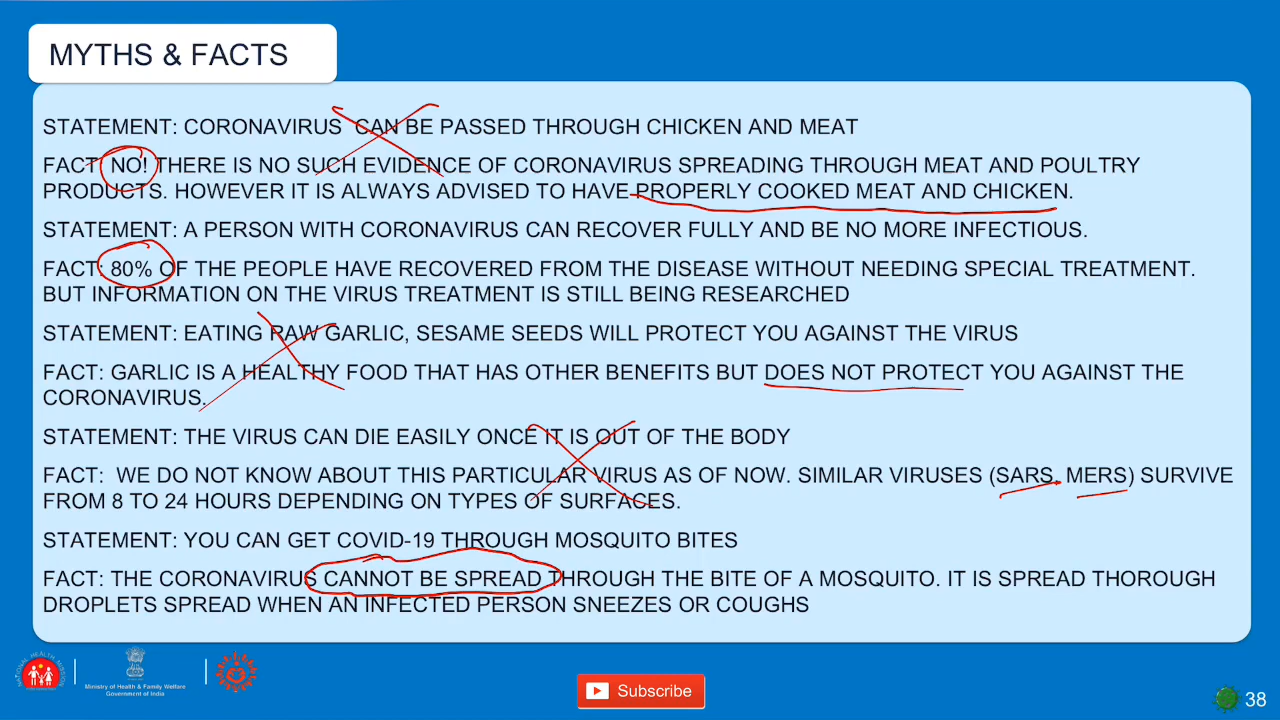 MYTHS & FACTS
STATEMENT: CORONAVIRUS CAN BE PASSED THROUGH CHICKEN AND MEAT
FACT: NO! THERE IS NO SUCH EVIDENCE OF CORONAVIRUS SPREADING THROUGH MEAT AND POULTRY
PRODUCTS. HOWEVER IT IS ALWAYS ADVISED TO HAVE PROPERLY COOKED MEAT AND CHICKEN.
STATEMENT: A PERSON WITH CORONAVIRUS CAN RECOVER FULLY AND BE NO MORE INFECTIOUS.
FACT: 80% OF THE PEOPLE HAVE RECOVERED FROM THE DISEASE WITHOUT NEEDING SPECIAL TREATMENT.
BUT INFORMATION ON THE VIRUS TREATMENT IS STILL BEING RESEARCHED
STATEMENT: EATING RAW GARLIC, SESAME SEEDS WILL PROTECT YOU AGAINST THE VIRUS
FACT: GARLIC IS A HEALTHY FOOD THAT HAS OTHER BENEFITS BUT DOES NOT PROTECT YOU AGAINST THE
CORONAVIRUS.
STATEMENT: THE VIRUS CAN DIE EASILY ONCE IT IS OUT OF THE BODY
FACT: WE DO NOT KNOW ABOUT THIS PARTICULAR VIRUS AS OF NOW. SIMILAR VIRUSES (SARS, MERS) SURVIVE
FROM 8 TO 24 HOURS DEPENDING ON TYPES OF SURFACES.
STATEMENT: YOU CAN GET COVID-19 THROUGH MOSQUITO BITES
FACT: THE CORONAVIRUS CANNOT BE SPREAD THROUGH THE BITE OF A MOSQUITO. IT IS SPREAD THOROUGH
DROPLETS SPREAD WHEN AN INFECTED PERSON SNEEZES OR COUGHS
NATIONAL HEALTH MISSION
Ministry of Health & Family Welfare
Government of India
Subscribe
38